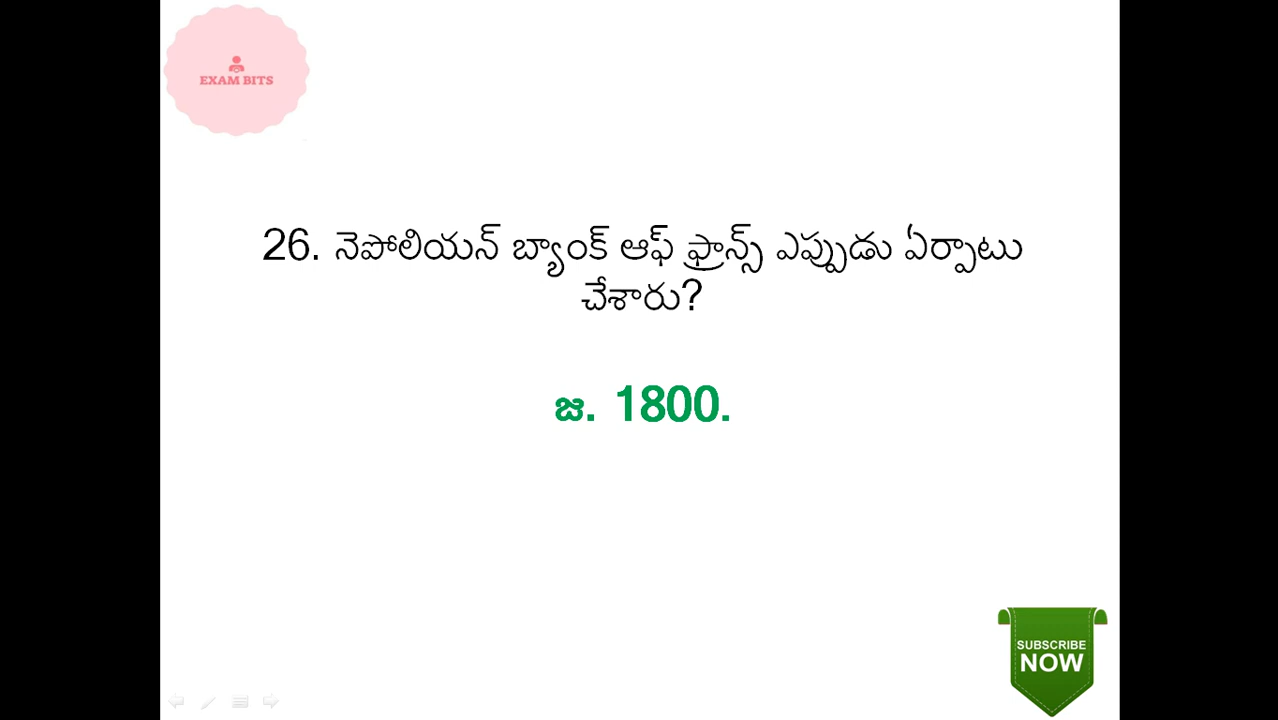 EXAM BITS
26. నెపోలియన్ బ్యాంక్ ఆఫ్ ఫ్రాన్స్ ఎప్పుడు ఏర్పాటు
చేశారు?
జ. 1800.
SUBSCRIBE
NOW